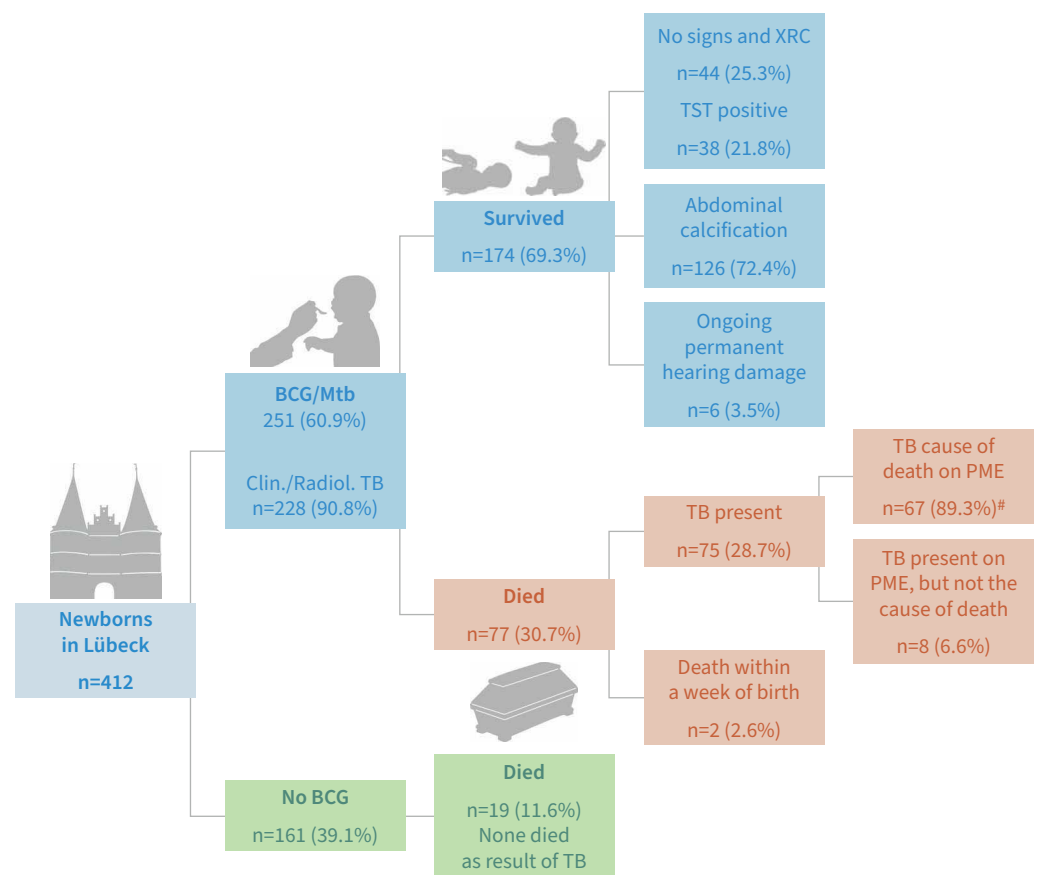 Newborns
in Lübeck
n=412
BCG/Mtb
251 (60.9%)
Clin./Radiol. TB
n=228 (90.8%)
Survived
n=174 (69.3%)
No signs and XRC
n=44 (25.3%)
TST positive
n=38 (21.8%)
Abdominal
calcification
n=126 (72.4%)
Ongoing
permanent
hearing damage
n=6 (3.5%)
Died
n=77 (30.7%)
TB present
n=75 (28.7%)
TB cause of
death on PME
n=67 (89.3%)#
TB present on
PME, but not the
cause of death
n=8 (6.6%)
Death within
a week of birth
n=2 (2.6%)
No BCG
n=161 (39.1%)
Died
n=19 (11.6%)
None died
as result of TB